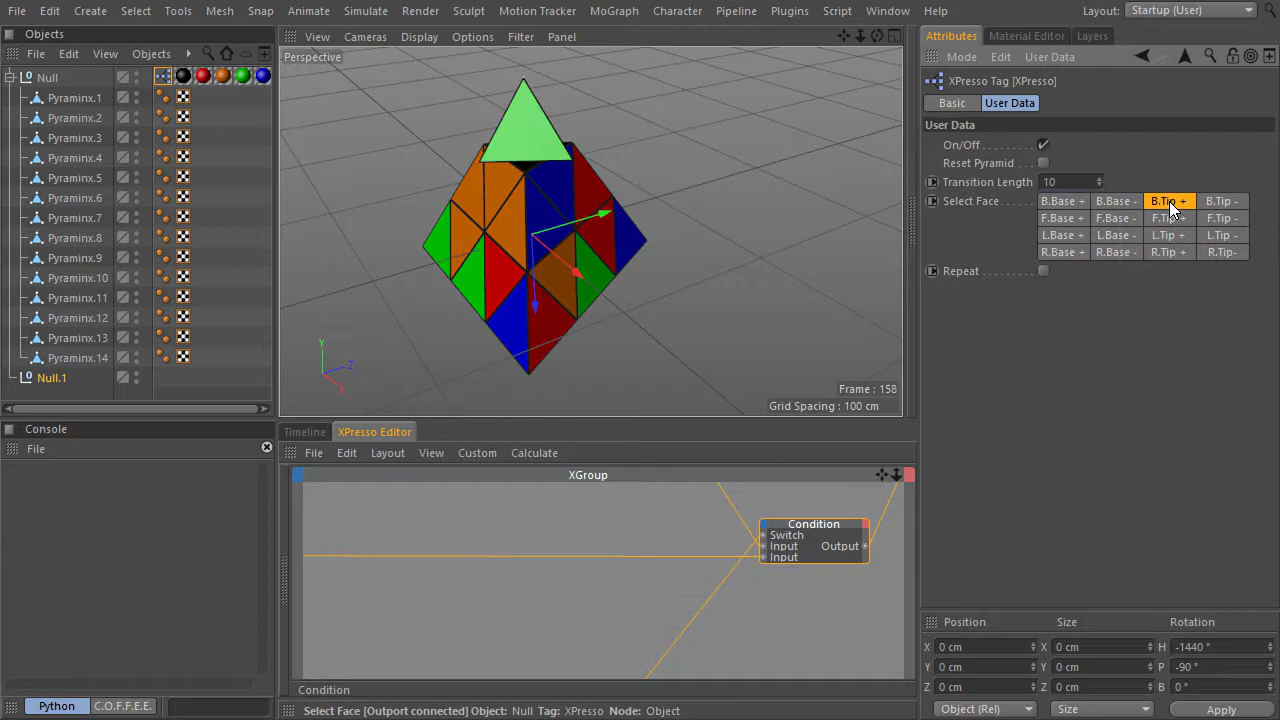 File Edit Create Select Tools Mesh Snap Animate Simulate Render Sculpt Motion Tracker MoGraph Character Pipeline Plugins Script Window Help Layout: Startup (User)
Objects
File Edit View Objects
Null
Pyraminx.1
Pyraminx.2
Pyraminx.3
Pyraminx.4
Pyraminx.5
Pyraminx.6
Pyraminx.7
Pyraminx.8
Pyraminx.9
Pyraminx.10
Pyraminx.11
Pyraminx.12
Pyraminx.13
Pyraminx.14
Null.1
Console
File
Python C.O.F.F.E.E.
View Cameras Display Options Filter Panel
Perspective
Y
Z
X
Frame : 158
Grid Spacing : 100 cm
Timeline XPresso Editor
File Edit Layout View Custom Calculate
XGroup
Condition
Switch
Input Output
Input
Condition
Select Face [Outport connected] Object: Null Tag: XPresso Node: Object
Attributes Material Editor Layers
Mode Edit User Data
XPresso Tag [XPresso]
Basic User Data
User Data
On/Off
Reset Pyramid
Transition Length 10
Select Face B.Base + B.Base - B.Tip + B.Tip -
F.Base + F.Base - F.Tip + F.Tip -
L.Base + L.Base - L.Tip + L.Tip -
R.Base + R.Base - R.Tip + R.Tip-
Repeat
Position Size Rotation
X 0 cm X 0 cm H -1440 °
Y 0 cm Y 0 cm P -90 °
Z 0 cm Z 0 cm B 0 °
Object (Rel) Size Apply